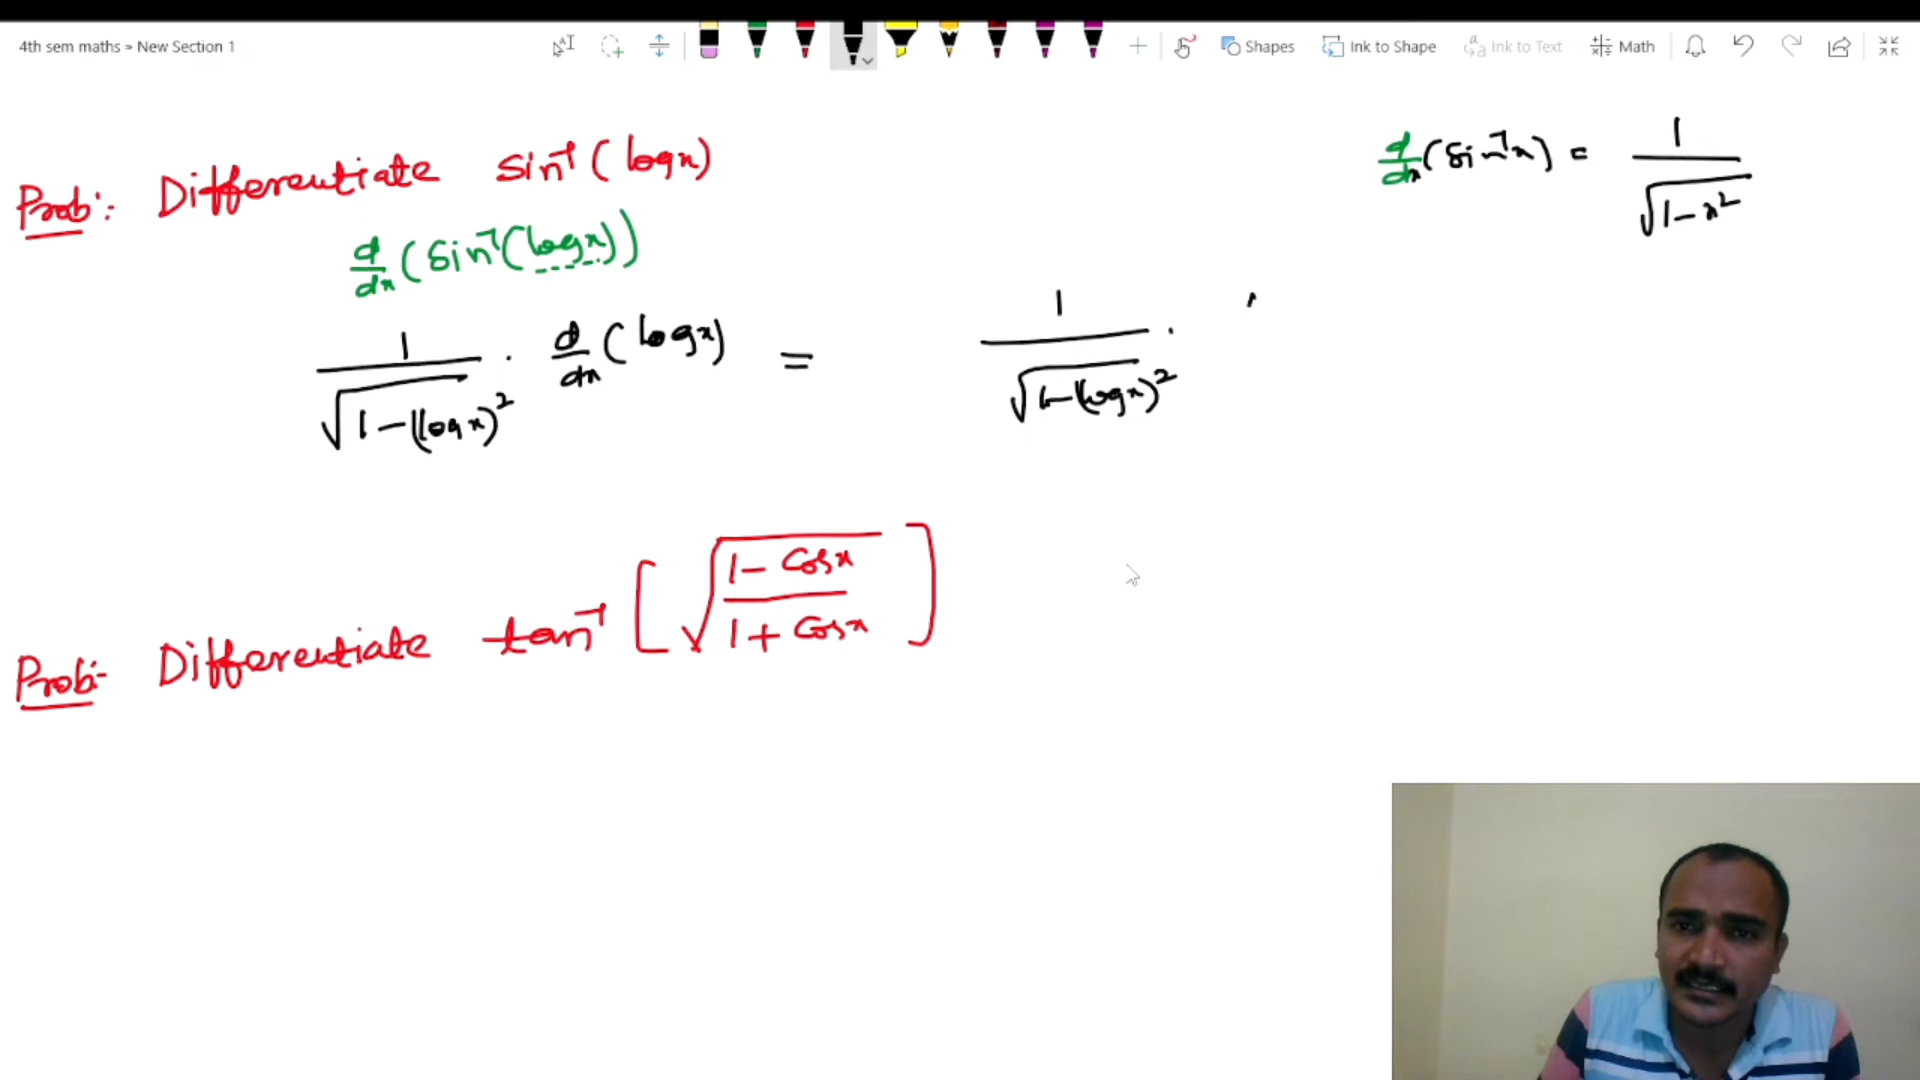 4th sem maths » New Section 1
Shapes Ink to Shape Ink to Text Math
Prob:- Differentiate sin⁻¹(logx)
d/dx(sin⁻¹x) = 1/√(1-x²)
d/dx(sin⁻¹(logx))
1/√(1-(logx)²) · d/dx(logx) = 1/√(1-(logx)²) ·
Prob:- Differentiate tan⁻¹[√((1-Cosx)/(1+Cosx))]